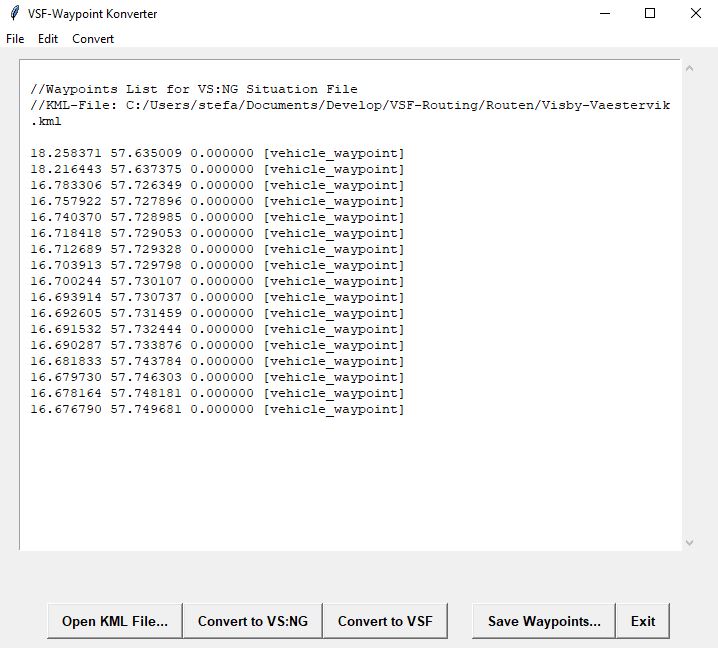 VSF-Waypoint Konverter
File Edit Convert
//Waypoints List for VS:NG Situation File
//KML-File: C:/Users/stefa/Documents/Develop/VSF-Routing/Routen/Visby-Vaestervik
.kml
18.258371 57.635009 0.000000 [vehicle_waypoint]
18.216443 57.637375 0.000000 [vehicle_waypoint]
16.783306 57.726349 0.000000 [vehicle_waypoint]
16.757922 57.727896 0.000000 [vehicle_waypoint]
16.740370 57.728985 0.000000 [vehicle_waypoint]
16.718418 57.729053 0.000000 [vehicle_waypoint]
16.712689 57.729328 0.000000 [vehicle_waypoint]
16.703913 57.729798 0.000000 [vehicle_waypoint]
16.700244 57.730107 0.000000 [vehicle_waypoint]
16.693914 57.730737 0.000000 [vehicle_waypoint]
16.692605 57.731459 0.000000 [vehicle_waypoint]
16.691532 57.732444 0.000000 [vehicle_waypoint]
16.690287 57.733876 0.000000 [vehicle_waypoint]
16.681833 57.743784 0.000000 [vehicle_waypoint]
16.679730 57.746303 0.000000 [vehicle_waypoint]
16.678164 57.748181 0.000000 [vehicle_waypoint]
16.676790 57.749681 0.000000 [vehicle_waypoint]
Open KML File... Convert to VS:NG Convert to VSF Save Waypoints... Exit